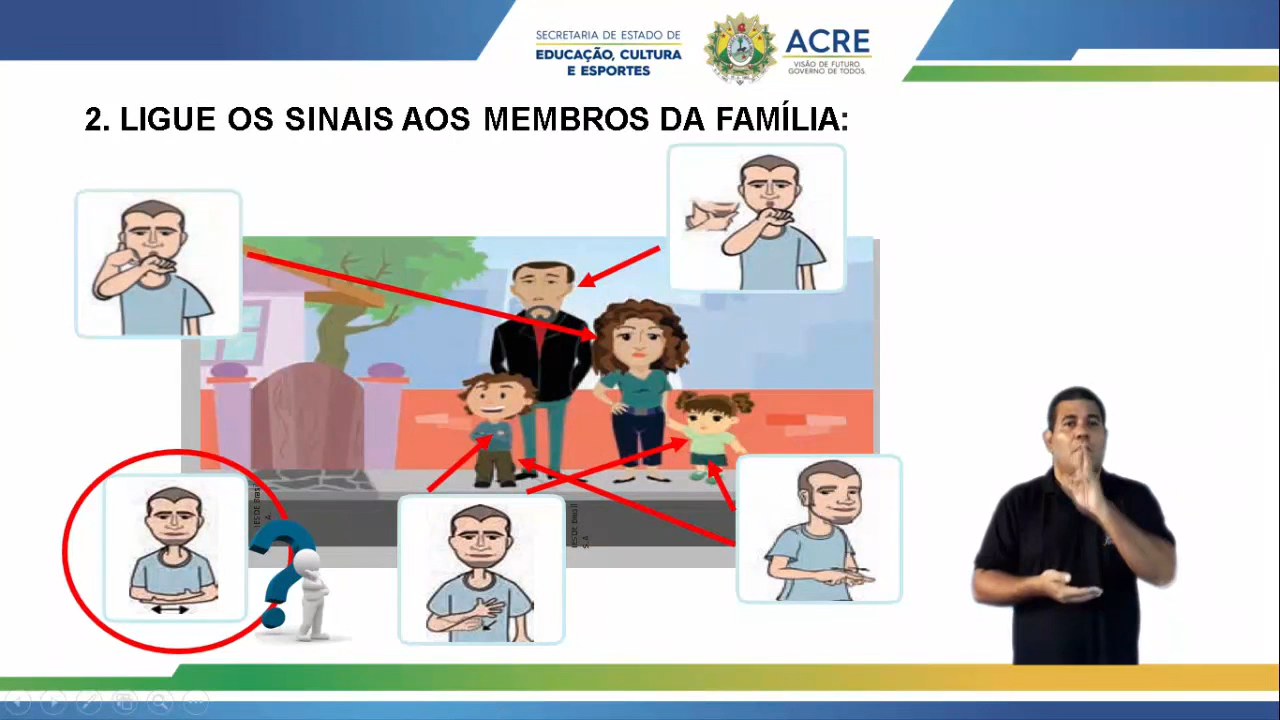 SECRETARIA DE ESTADO DE
EDUCAÇÃO, CULTURA
E ESPORTES
ACRE
VISÃO DE FUTURO
GOVERNO DE TODOS
2. LIGUE OS SINAIS AOS MEMBROS DA FAMÍLIA: